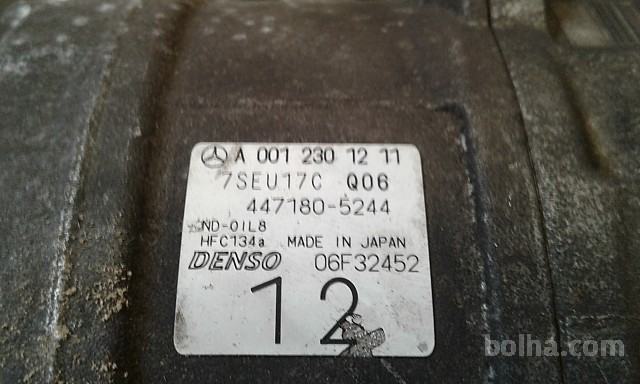 A 001 230 12 11
7SEU17C Q06
447180-5244
ND-OIL8
HFC134a MADE IN JAPAN
DENSO 06F32452
12
bolha.com